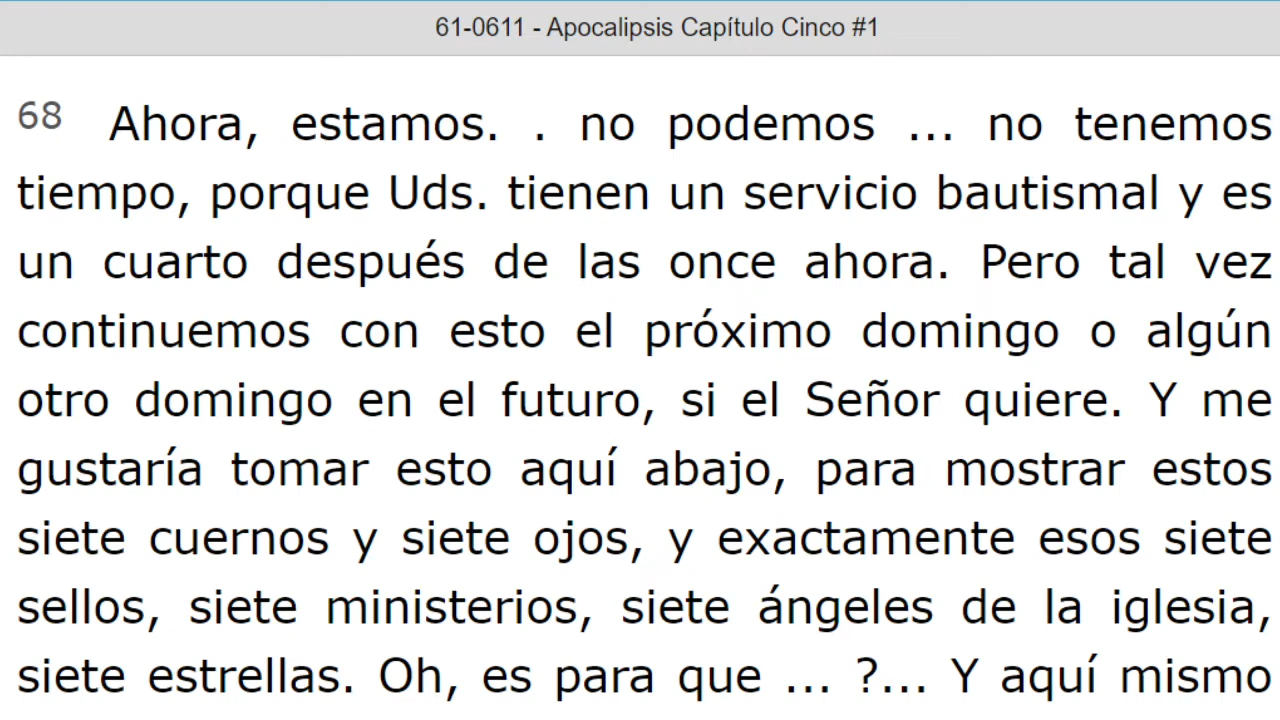 61-0611 - Apocalipsis Capítulo Cinco #1
68 Ahora, estamos. . no podemos ... no tenemos
tiempo, porque Uds. tienen un servicio bautismal y es
un cuarto después de las once ahora. Pero tal vez
continuemos con esto el próximo domingo o algún
otro domingo en el futuro, si el Señor quiere. Y me
gustaría tomar esto aquí abajo, para mostrar estos
siete cuernos y siete ojos, y exactamente esos siete
sellos, siete ministerios, siete ángeles de la iglesia,
siete estrellas. Oh, es para que ... ?... Y aquí mismo